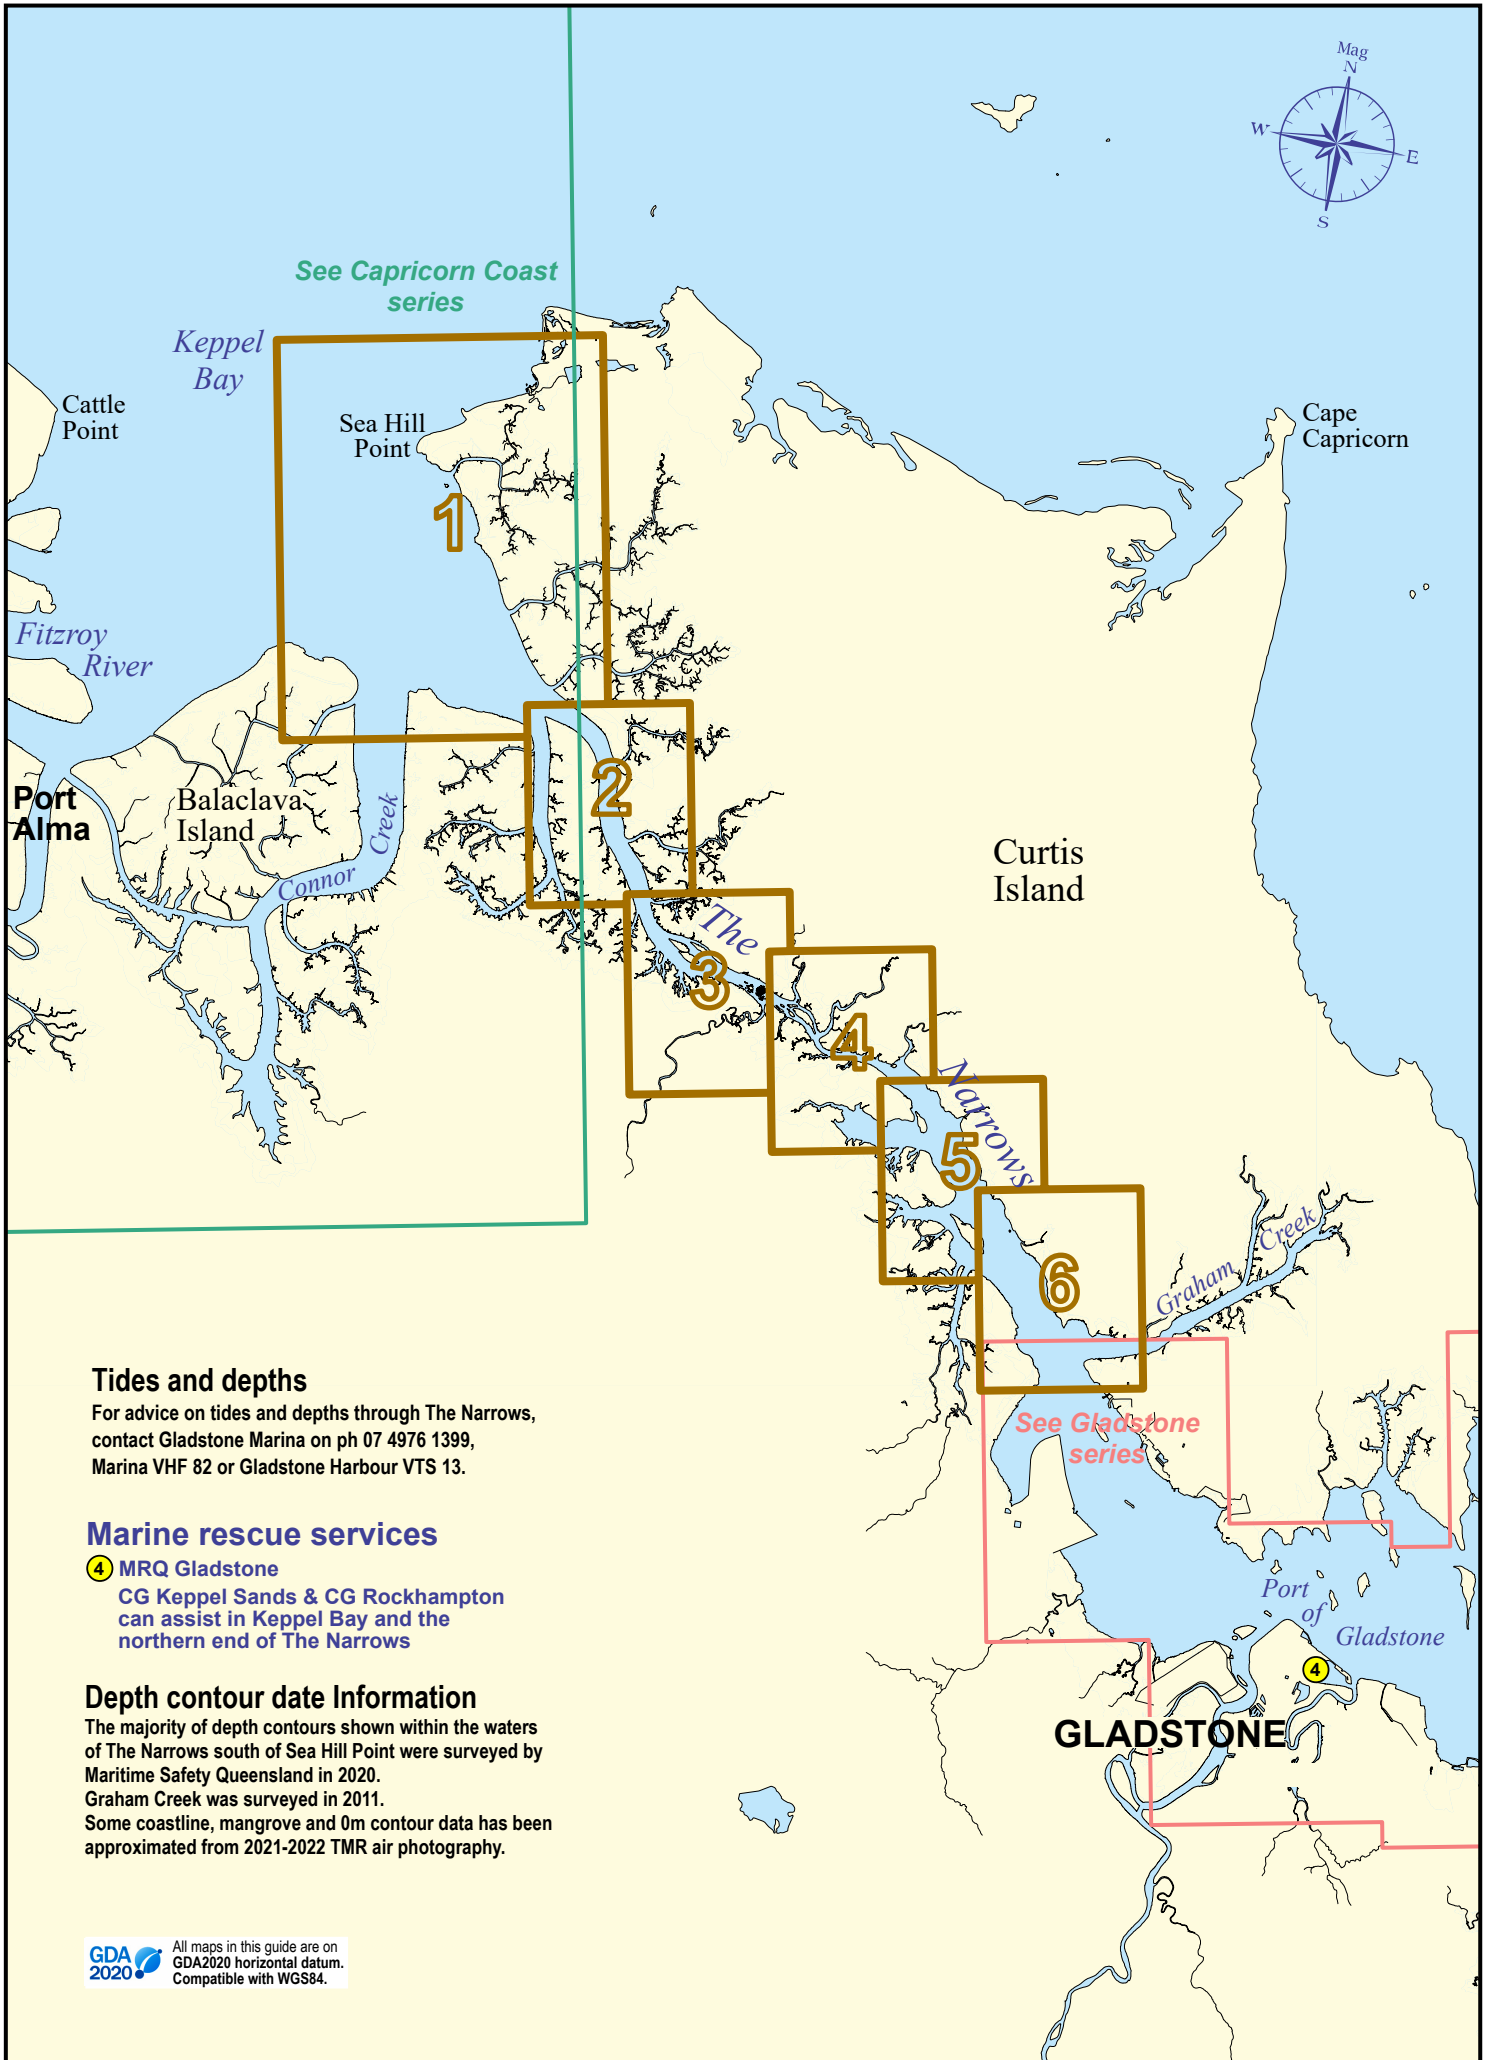 Mag
N
W
E
S
See Capricorn Coast
series
Keppel
Bay
Cattle
Point
Sea Hill
Point
Cape
Capricorn
1
Fitzroy
River
Port
Alma
Balaclava
Island
Connor
Creek
2
Curtis
Island
The
Narrows
3
4
5
6
Graham
Creek
Tides and depths
For advice on tides and depths through The Narrows,
contact Gladstone Marina on ph 07 4976 1399,
Marina VHF 82 or Gladstone Harbour VTS 13.
See Gladstone
series
Marine rescue services
4 MRQ Gladstone
CG Keppel Sands & CG Rockhampton
can assist in Keppel Bay and the
northern end of The Narrows
Port
of
Gladstone
4
GLADSTONE
Depth contour date Information
The majority of depth contours shown within the waters
of The Narrows south of Sea Hill Point were surveyed by
Maritime Safety Queensland in 2020.
Graham Creek was surveyed in 2011.
Some coastline, mangrove and 0m contour data has been
approximated from 2021-2022 TMR air photography.
GDA
2020
All maps in this guide are on
GDA2020 horizontal datum.
Compatible with WGS84.